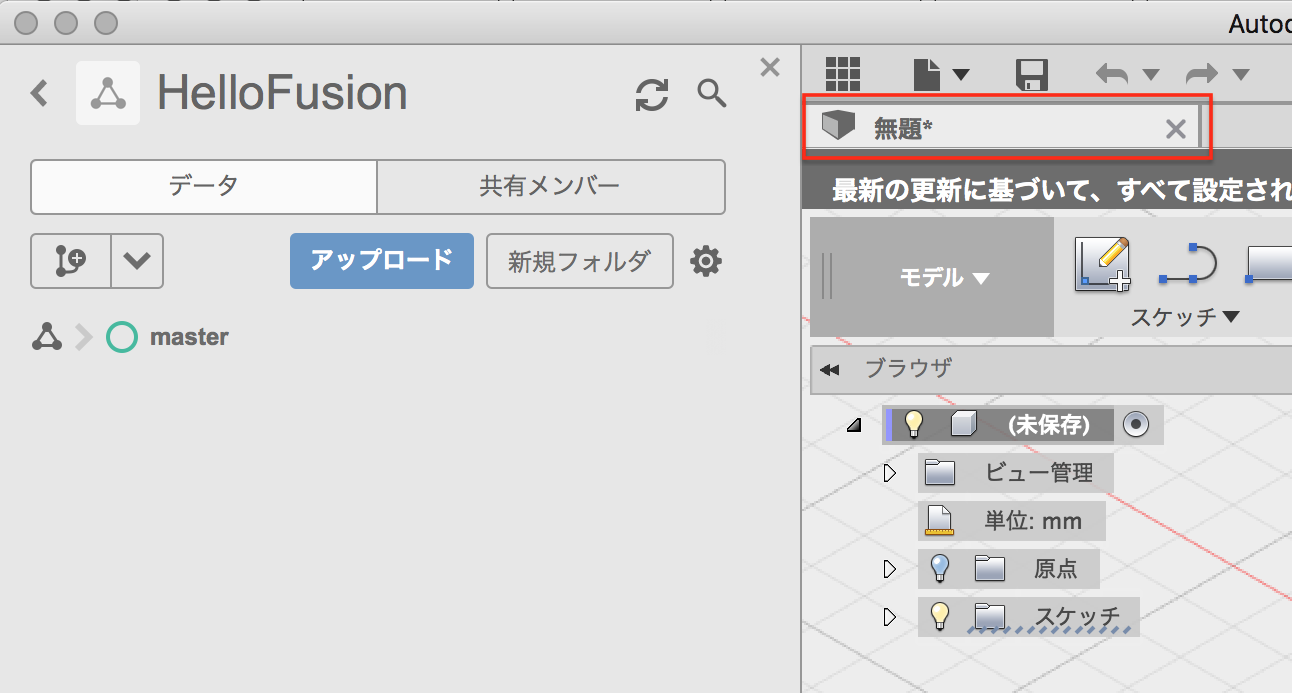 Autod
HelloFusion
データ
共有メンバー
アップロード
新規フォルダ
master
無題*
最新の更新に基づいて、すべて設定され
モデル
スケッチ
ブラウザ
(未保存)
ビュー管理
単位: mm
原点
スケッチ